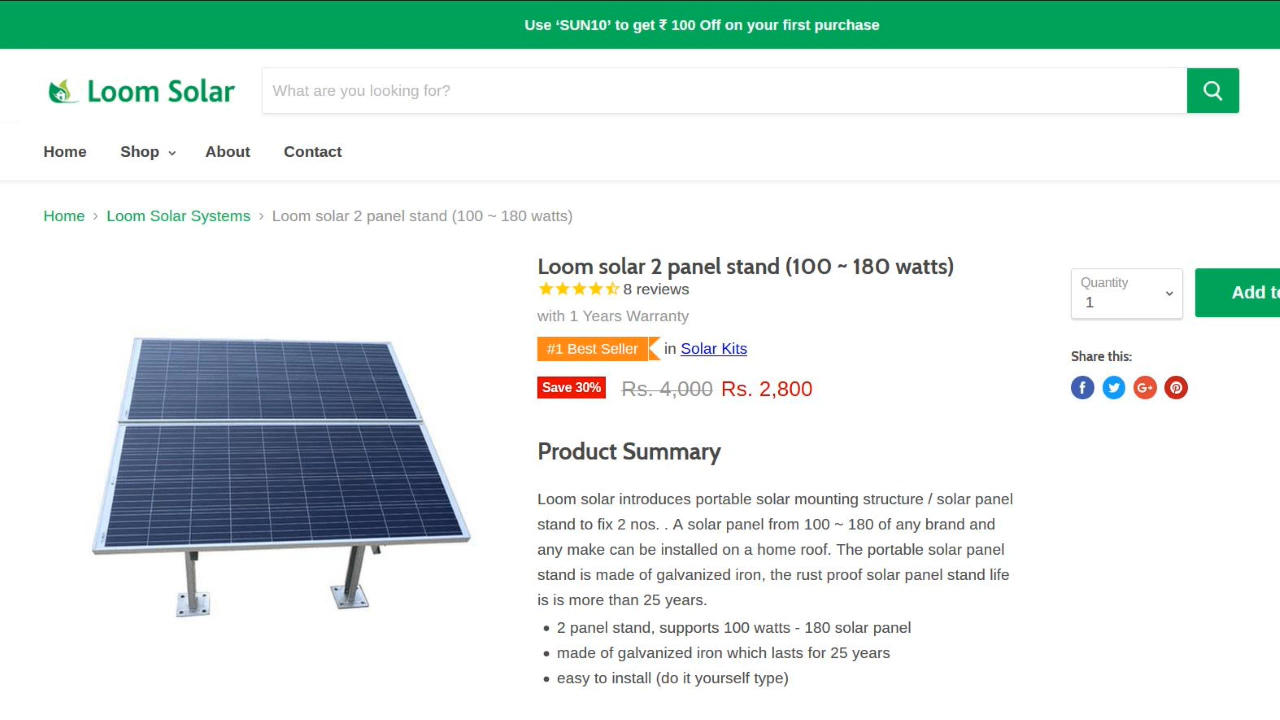 Use ‘SUN10’ to get ₹ 100 Off on your first purchase
Loom Solar
What are you looking for?
Home Shop About Contact
Home › Loom Solar Systems › Loom solar 2 panel stand (100 ~ 180 watts)
Loom solar 2 panel stand (100 ~ 180 watts)
8 reviews
with 1 Years Warranty
#1 Best Seller in Solar Kits
Save 30% Rs. 4,000 Rs. 2,800
Quantity
1
Add to
Share this:
Product Summary
Loom solar introduces portable solar mounting structure / solar panel
stand to fix 2 nos. . A solar panel from 100 ~ 180 of any brand and
any make can be installed on a home roof. The portable solar panel
stand is made of galvanized iron, the rust proof solar panel stand life
is is more than 25 years.
• 2 panel stand, supports 100 watts - 180 solar panel
• made of galvanized iron which lasts for 25 years
• easy to install (do it yourself type)